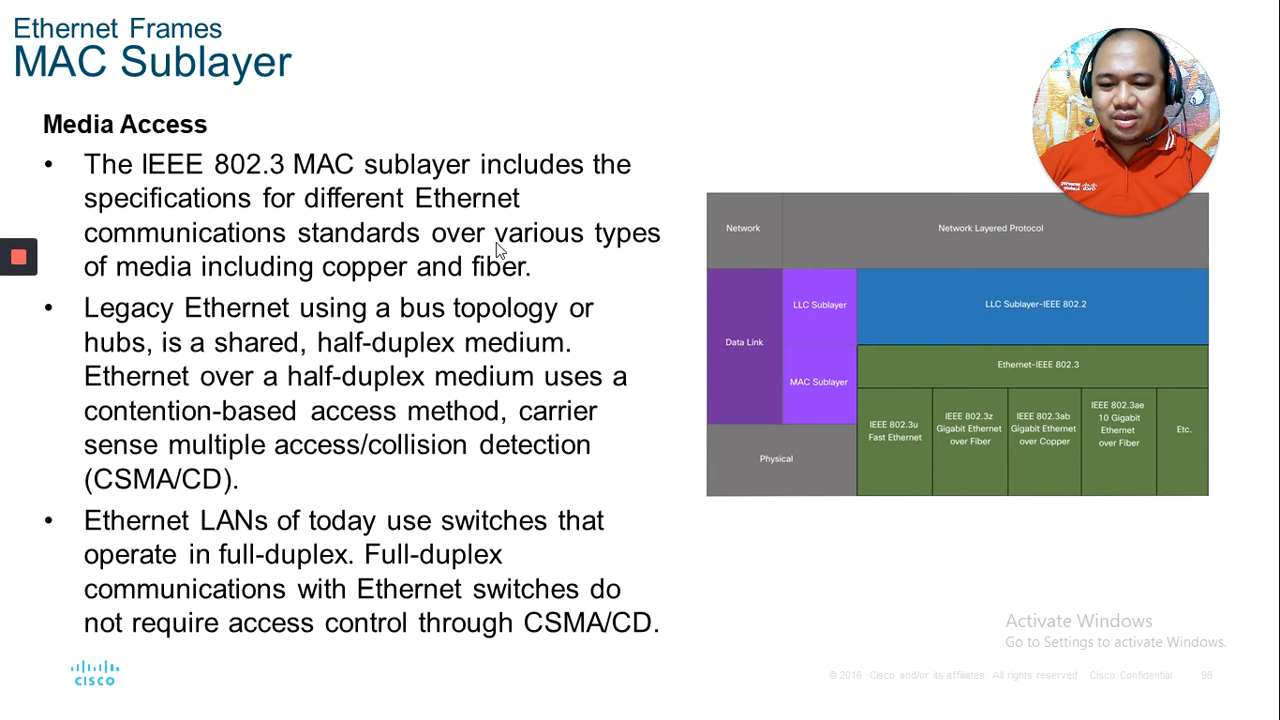 Ethernet Frames
MAC Sublayer
Media Access
• The IEEE 802.3 MAC sublayer includes the
specifications for different Ethernet
communications standards over various types
of media including copper and fiber.
• Legacy Ethernet using a bus topology or
hubs, is a shared, half-duplex medium.
Ethernet over a half-duplex medium uses a
contention-based access method, carrier
sense multiple access/collision detection
(CSMA/CD).
• Ethernet LANs of today use switches that
operate in full-duplex. Full-duplex
communications with Ethernet switches do
not require access control through CSMA/CD.
Network
Network Layered Protocol
Data Link
LLC Sublayer
LLC Sublayer-IEEE 802.2
MAC Sublayer
Ethernet-IEEE 802.3
IEEE 802.3u
Fast Ethernet
IEEE 802.3z
Gigabit Ethernet
over Fiber
IEEE 802.3ab
Gigabit Ethernet
over Copper
IEEE 802.3ae
10 Gigabit
Ethernet
over Fiber
Etc.
Physical
Activate Windows
Go to Settings to activate Windows.
CISCO
© 2016 Cisco and/or its affiliates. All rights reserved. Cisco Confidential
98